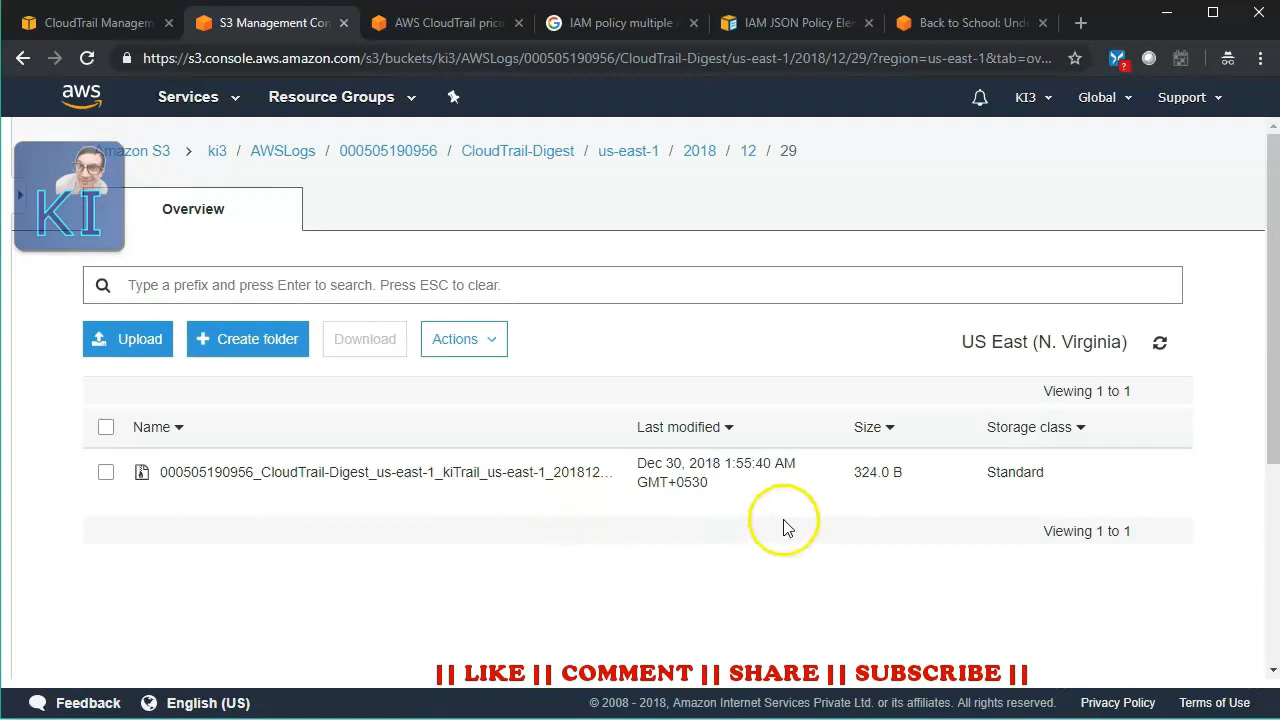 CloudTrail Managem
S3 Management Con
AWS CloudTrail pricin
IAM policy multiple a
IAM JSON Policy Elem
Back to School: Unde
https://s3.console.aws.amazon.com/s3/buckets/ki3/AWSLogs/000505190956/CloudTrail-Digest/us-east-1/2018/12/29/?region=us-east-1&tab=ov...
aws Services Resource Groups KI3 Global Support
Amazon S3 > ki3 / AWSLogs / 000505190956 / CloudTrail-Digest / us-east-1 / 2018 / 12 / 29
KI
Overview
Type a prefix and press Enter to search. Press ESC to clear.
Upload + Create folder Download Actions US East (N. Virginia)
Viewing 1 to 1
Name Last modified Size Storage class
000505190956_CloudTrail-Digest_us-east-1_kiTrail_us-east-1_201812... Dec 30, 2018 1:55:40 AM 324.0 B Standard
GMT+0530
Viewing 1 to 1
|| LIKE || COMMENT || SHARE || SUBSCRIBE ||
Feedback English (US) © 2008 - 2018, Amazon Internet Services Private Ltd. or its affiliates. All rights reserved. Privacy Policy Terms of Use